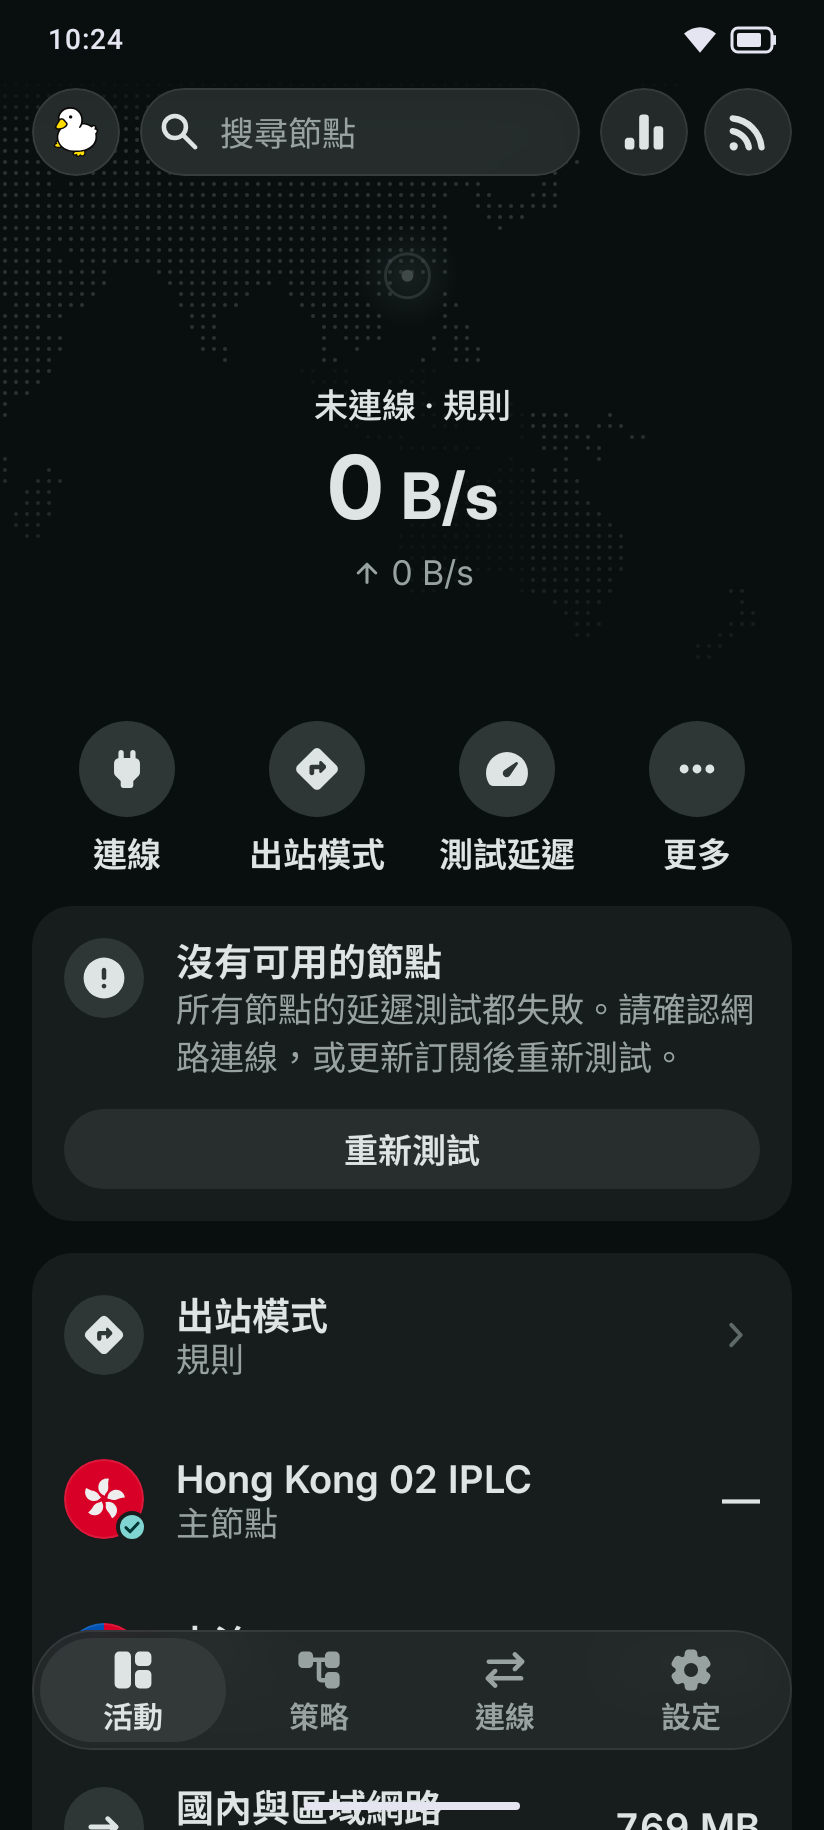 10:24
搜尋節點
未連線 · 規則
0 B/s
↑ 0 B/s
連線
出站模式
測試延遲
更多
沒有可用的節點
所有節點的延遲測試都失敗。請確認網
路連線，或更新訂閱後重新測試。
重新測試
出站模式
規則
Hong Kong 02 IPLC
—
主節點
活動
策略
連線
設定
國內與區域網路
769 MB